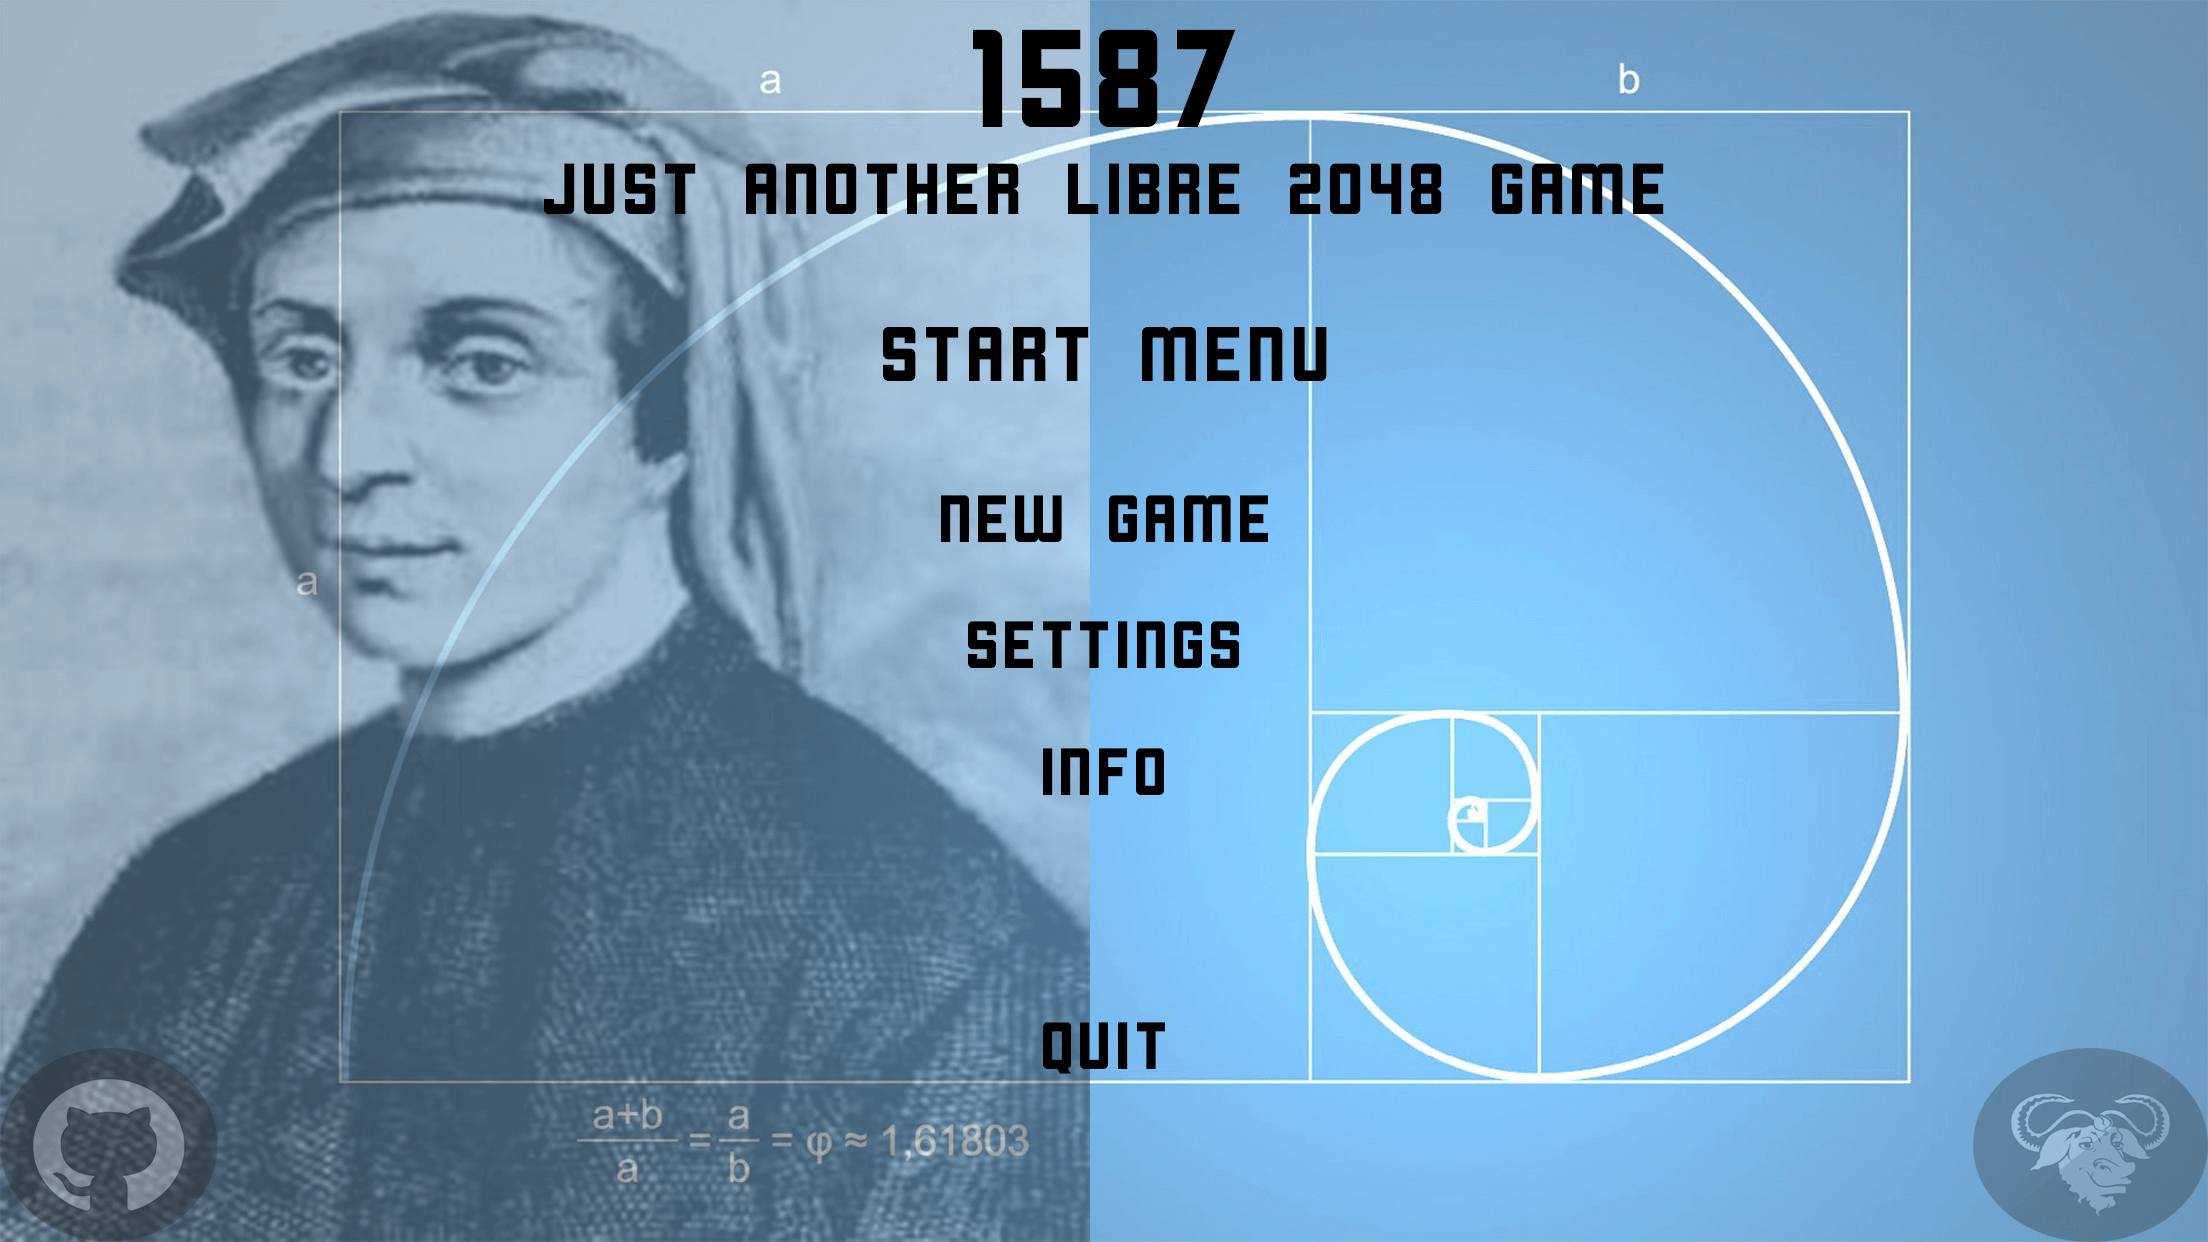 1587
a
b
JUST ANOTHER LIBRE 2048 GAME
START MENU
NEW GAME
a
SETTINGS
INFO
QUIT
a+b/a = a/b = φ ≈ 1,61803